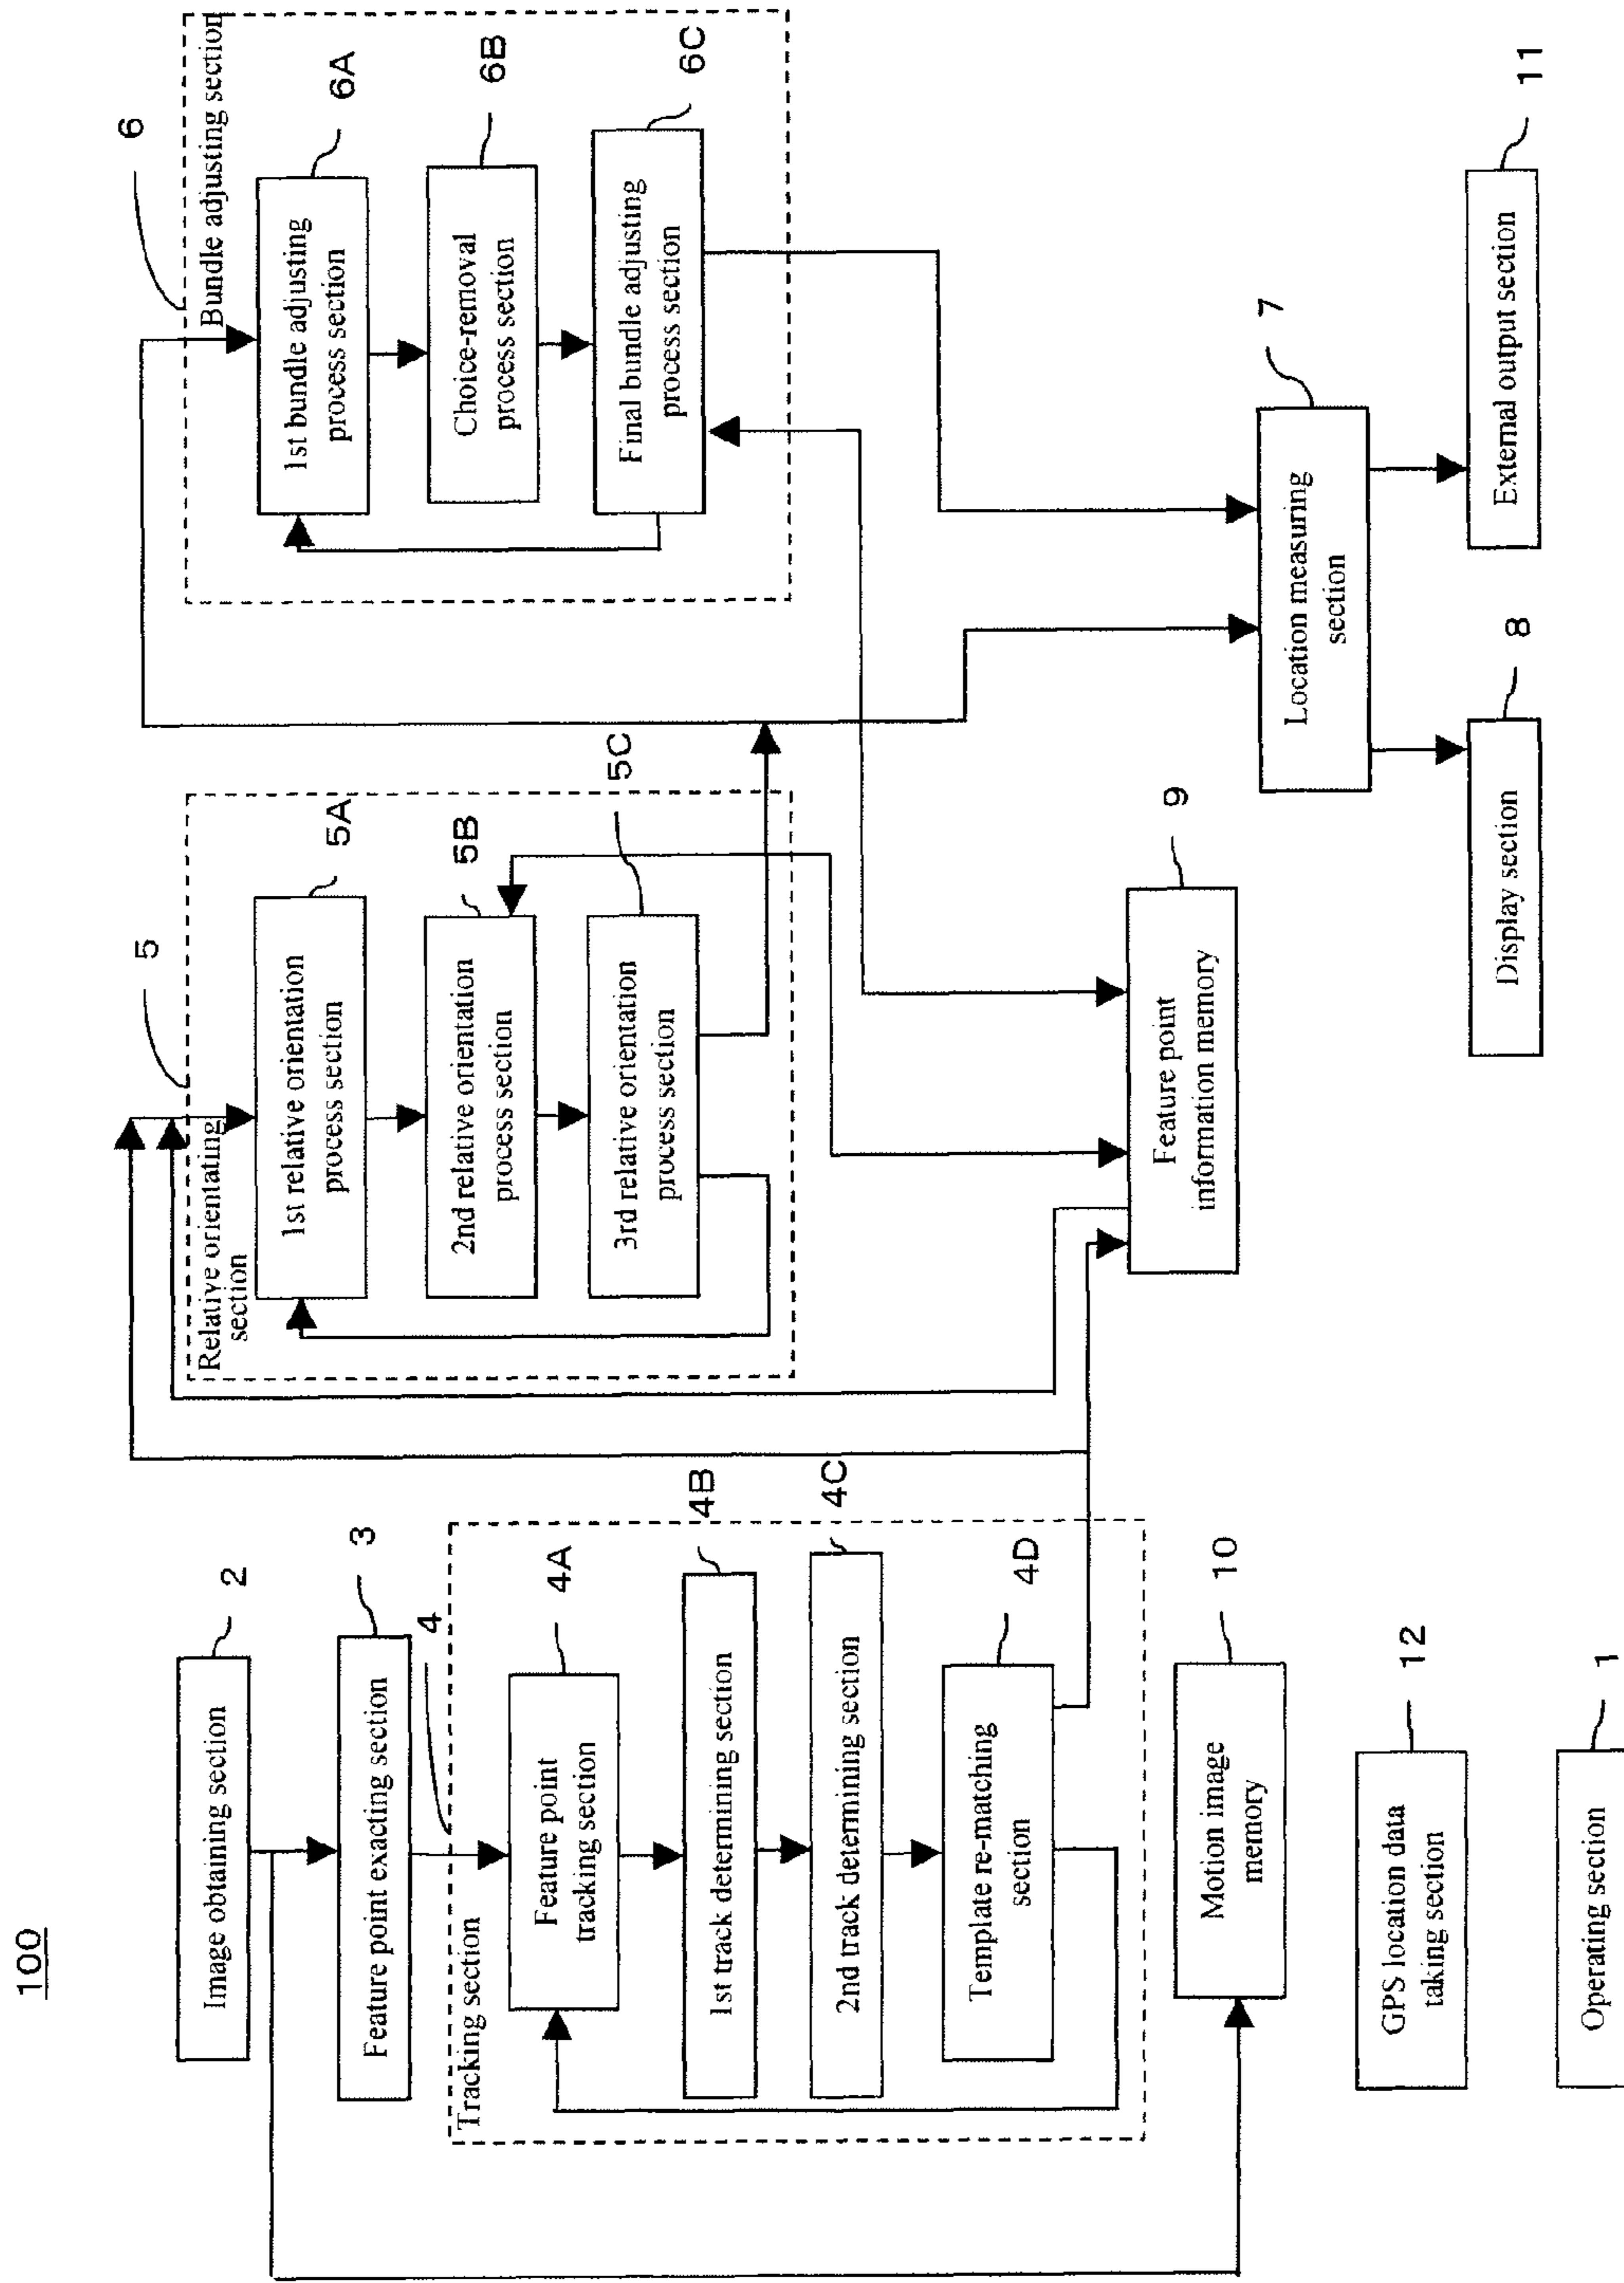 100
Image obtaining section
2
Feature point exacting section
3
4
Tracking section
Feature point
tracking section
4A
1st track determining section
4B
2nd track determining section
4C
Template re-matching
section
4D
Motion image
memory
10
GPS location data
taking section
12
Operating section
1
5
Relative orientating
section
1st relative orientation
process section
5A
2nd relative orientation
process section
5B
3rd relative orientation
process section
5C
Feature point
information memory
9
6
Bundle adjusting section
1st bundle adjusting
process section
6A
Choice-removal
process section
6B
Final bundle adjusting
process section
6C
Location measuring
section
7
Display section
8
External output section
11